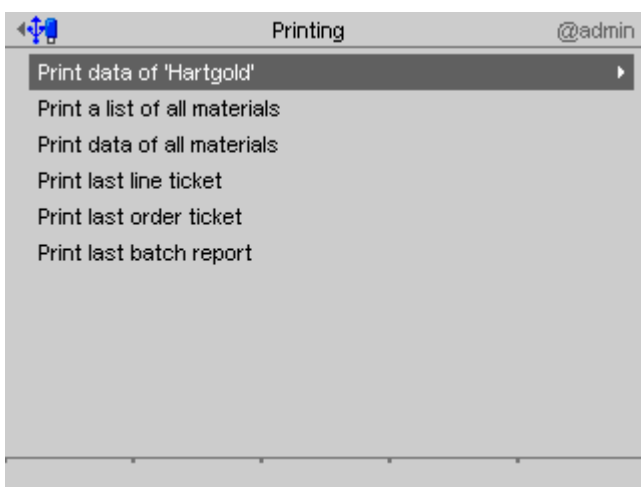 Printing @admin
Print data of 'Hartgold'
Print a list of all materials
Print data of all materials
Print last line ticket
Print last order ticket
Print last batch report